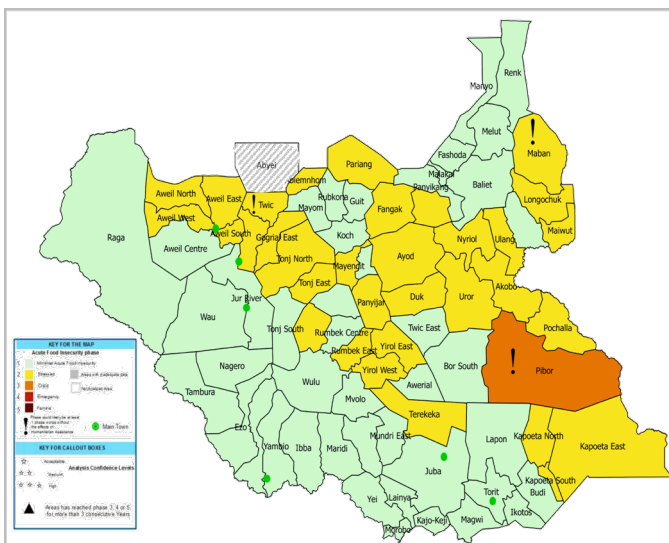 Renk
Manyo
Melut
Maban
Fashoda
Abyei
Pariang
Malakal
Baliet
Panyikang
Rubkona
Guit
Mayom
Longochuk
Aweil North
Aweil East
Twic
Fangak
Aweil West
Koch
Nyriol
Ulang
Maiwut
Aweil South
Gogrial East
Raga
Aweil Centre
Tonj North
Mayendit
Ayod
Akobo
Tonj East
Jur River
Panyijar
Duk
Uror
Pochalla
Wau
Tonj South
Rumbek Centre
Twic East
Rumbek East
Yirol East
Nagero
Yirol West
Bor South
Pibor
Wulu
Awerial
Tambura
Mvolo
Terekeka
Ezo
Yambio
Ibba
Maridi
Mundri East
Lapon
Kapoeta North
Kapoeta East
Juba
Yei
Lainya
Torit
Kapoeta South
Budi
Morobo
Kajo-Keji
Magwi
Ikotos
KEY FOR THE MAP
Acute Food Insecurity phase
Stressed
Crisis
Emergency
Famine
Main Town
KEY FOR CALLOUT BOXES
Acceptable
Analysis Confidence Levels
Medium
High
Areas has reached phase 3, 4 or 5
for more than 3 consecutive Years